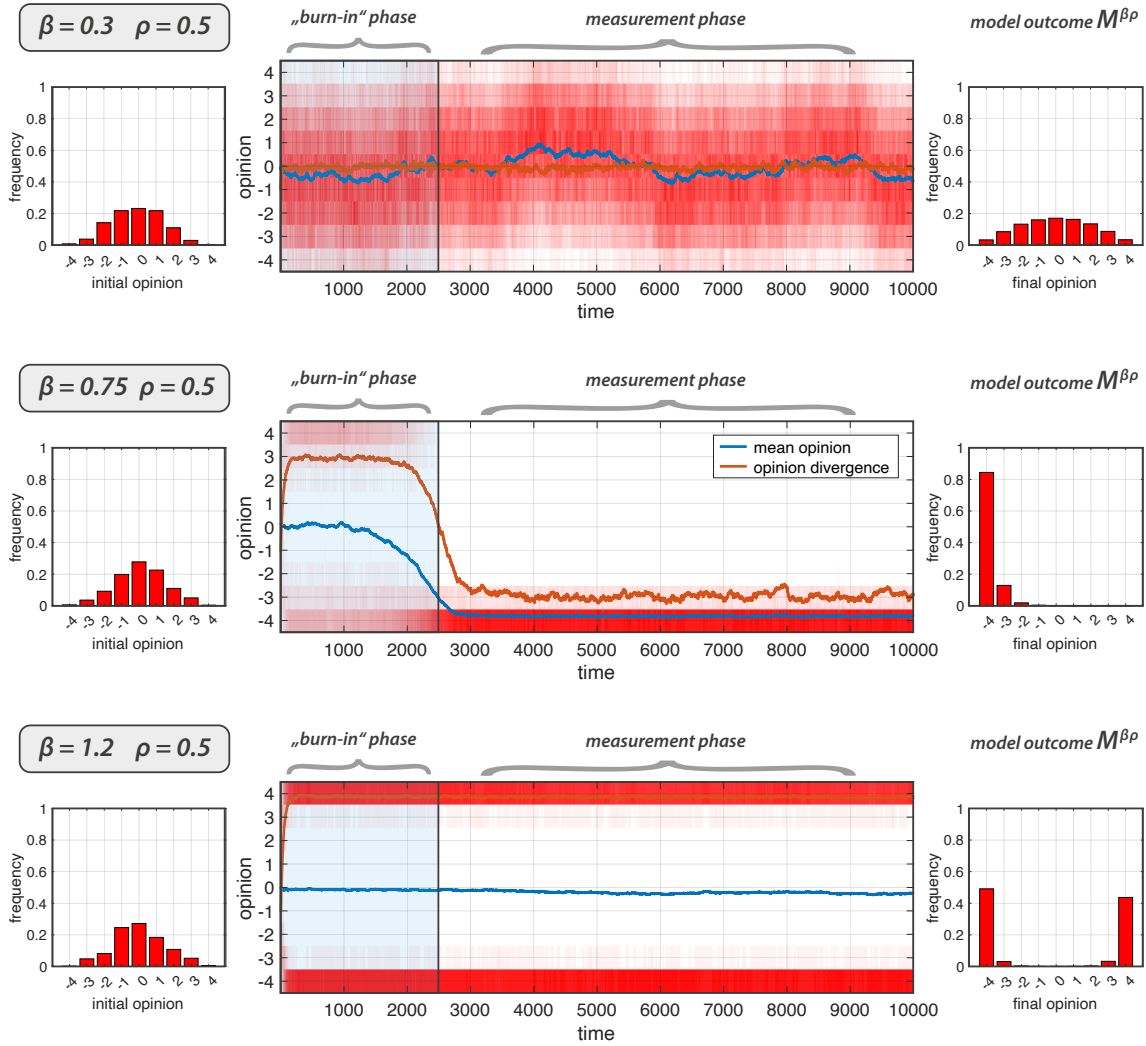 β = 0.3 ρ = 0.5
„burn-in“ phase
measurement phase
model outcome M^βρ
frequency
1
0.8
0.6
0.4
0.2
0
-4 -3 -2 -1 0 1 2 3 4
initial opinion
opinion
4
3
2
1
0
-1
-2
-3
-4
1000 2000 3000 4000 5000 6000 7000 8000 9000 10000
time
frequency
1
0.8
0.6
0.4
0.2
0
-4 -3 -2 -1 0 1 2 3 4
final opinion
β = 0.75 ρ = 0.5
„burn-in“ phase
measurement phase
model outcome M^βρ
frequency
1
0.8
0.6
0.4
0.2
0
-4 -3 -2 -1 0 1 2 3 4
initial opinion
opinion
4
3
2
1
0
-1
-2
-3
-4
mean opinion
opinion divergence
1000 2000 3000 4000 5000 6000 7000 8000 9000 10000
time
frequency
1
0.8
0.6
0.4
0.2
0
-4 -3 -2 -1 0 1 2 3 4
final opinion
β = 1.2 ρ = 0.5
„burn-in“ phase
measurement phase
model outcome M^βρ
frequency
1
0.8
0.6
0.4
0.2
0
-4 -3 -2 -1 0 1 2 3 4
initial opinion
opinion
4
3
2
1
0
-1
-2
-3
-4
1000 2000 3000 4000 5000 6000 7000 8000 9000 10000
time
frequency
1
0.8
0.6
0.4
0.2
0
-4 -3 -2 -1 0 1 2 3 4
final opinion